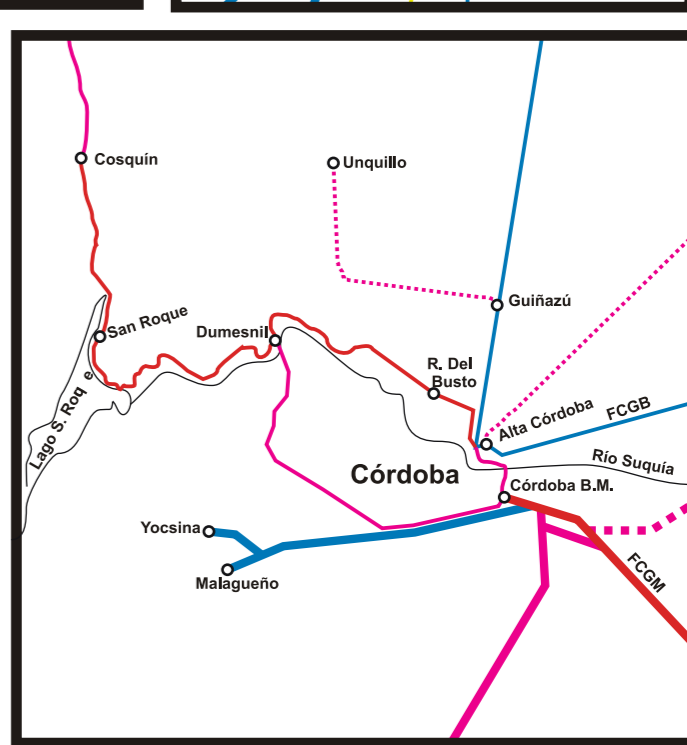 Cosquín
Unquillo
Guiñazú
San Roque
Dumesnil
R. Del
Busto
Lago S. Roq e
Alta Córdoba
FCGB
Córdoba
Río Suquía
Córdoba B.M.
Yocsina
Malagueño
FCGM